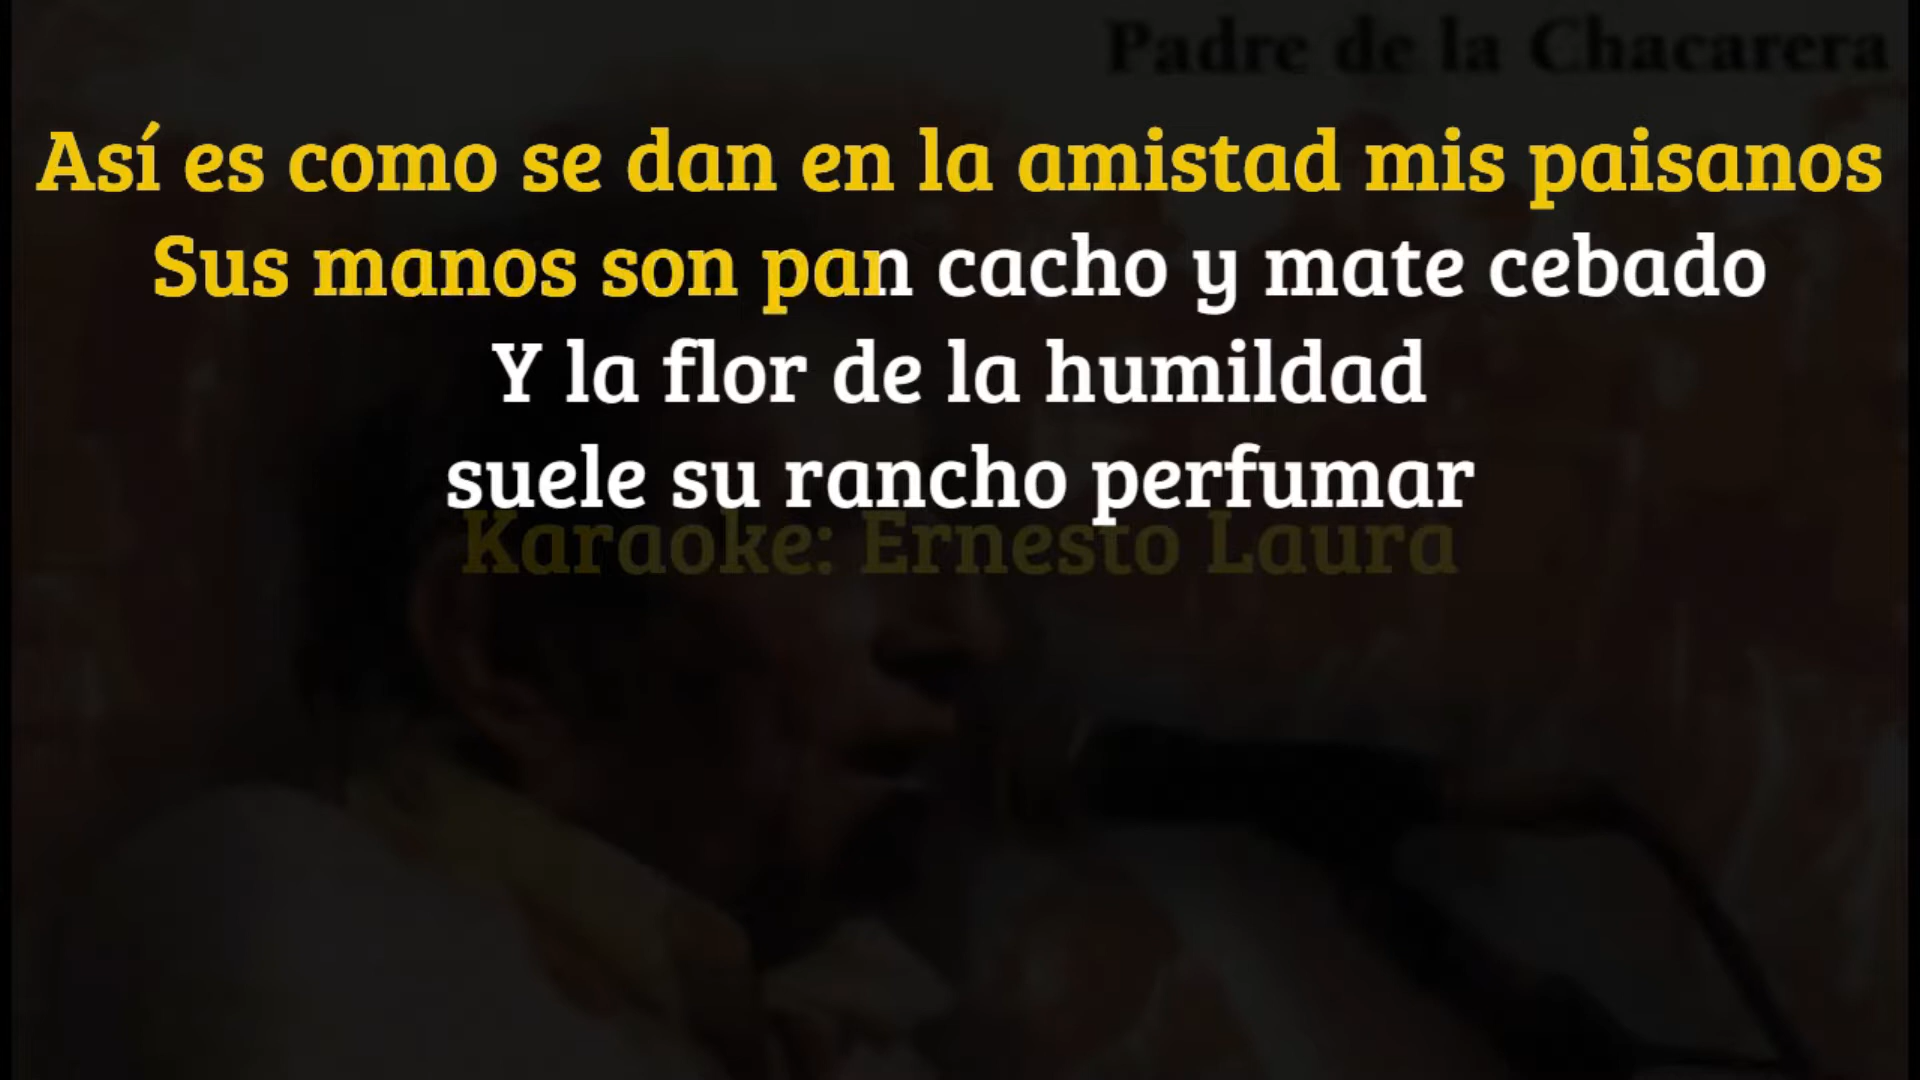 Padre de la Chacarera
Así es como se dan en la amistad mis paisanos
Sus manos son pan cacho y mate cebado
Y la flor de la humildad
suele su rancho perfumar
Karaoke: Ernesto Laura